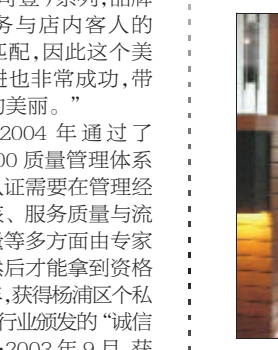 司登)系列,品牌
务与店内客人的
匹配,因此这个美
进也非常成功,带
的美丽。”
2004 年通过了
00 质量管理体系
认证需要在管理经
、服务质量与流
量等多方面由专家
然后才能拿到资格
,获得杨浦区个私
行业颁发的“诚信
2003 年 9 月 获